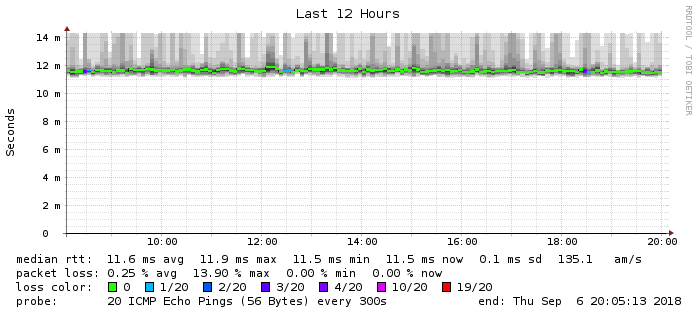 Last 12 Hours
RRDTOOL / TOBI OETIKER
Seconds
14 m
12 m
10 m
8 m
6 m
4 m
2 m
0
10:00 12:00 14:00 16:00 18:00 20:00
median rtt: 11.6 ms avg 11.9 ms max 11.5 ms min 11.5 ms now 0.1 ms sd 135.1 am/s
packet loss: 0.25 % avg 13.90 % max 0.00 % min 0.00 % now
loss color: 0 1/20 2/20 3/20 4/20 10/20 19/20
probe: 20 ICMP Echo Pings (56 Bytes) every 300s end: Thu Sep 6 20:05:13 2018